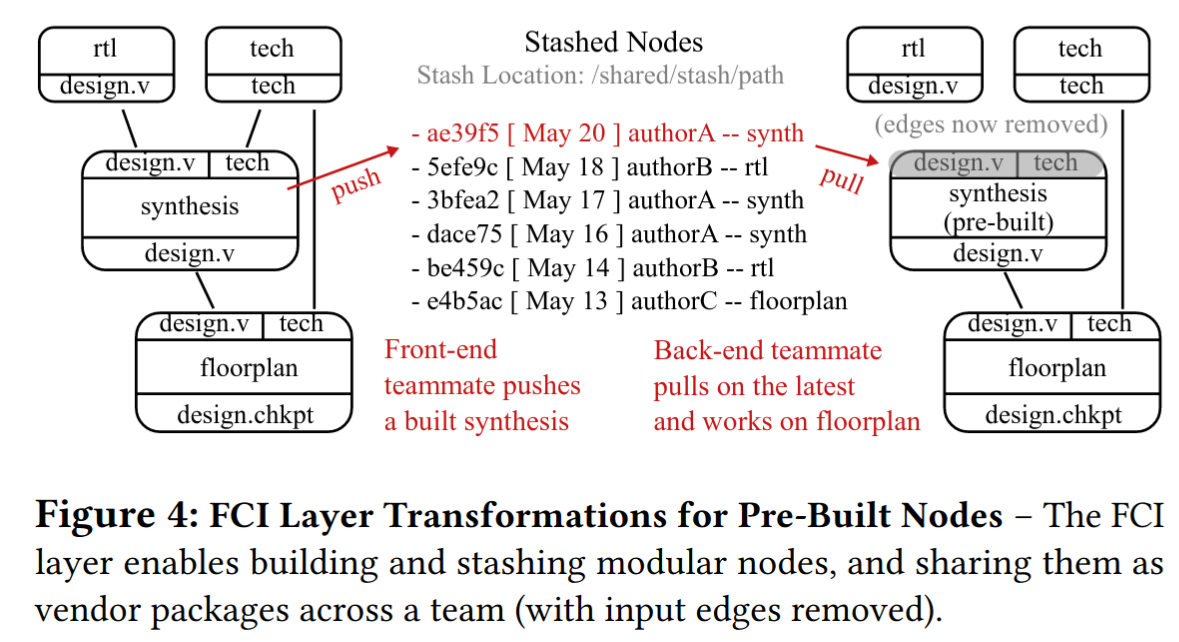 rtl
design.v
tech
tech
design.v | tech
synthesis
design.v
design.v | tech
floorplan
design.chkpt
push
Stashed Nodes
Stash Location: /shared/stash/path
- ae39f5 [ May 20 ] authorA -- synth
- 5efe9c [ May 18 ] authorB -- rtl
- 3bfea2 [ May 17 ] authorA -- synth
- dace75 [ May 16 ] authorA -- synth
- be459c [ May 14 ] authorB -- rtl
- e4b5ac [ May 13 ] authorC -- floorplan
Front-end
teammate pushes
a built synthesis
Back-end teammate
pulls on the latest
and works on floorplan
pull
rtl
design.v
tech
tech
(edges now removed)
design.v | tech
synthesis
(pre-built)
design.v
design.v | tech
floorplan
design.chkpt
Figure 4: FCI Layer Transformations for Pre-Built Nodes – The FCI
layer enables building and stashing modular nodes, and sharing them as
vendor packages across a team (with input edges removed).